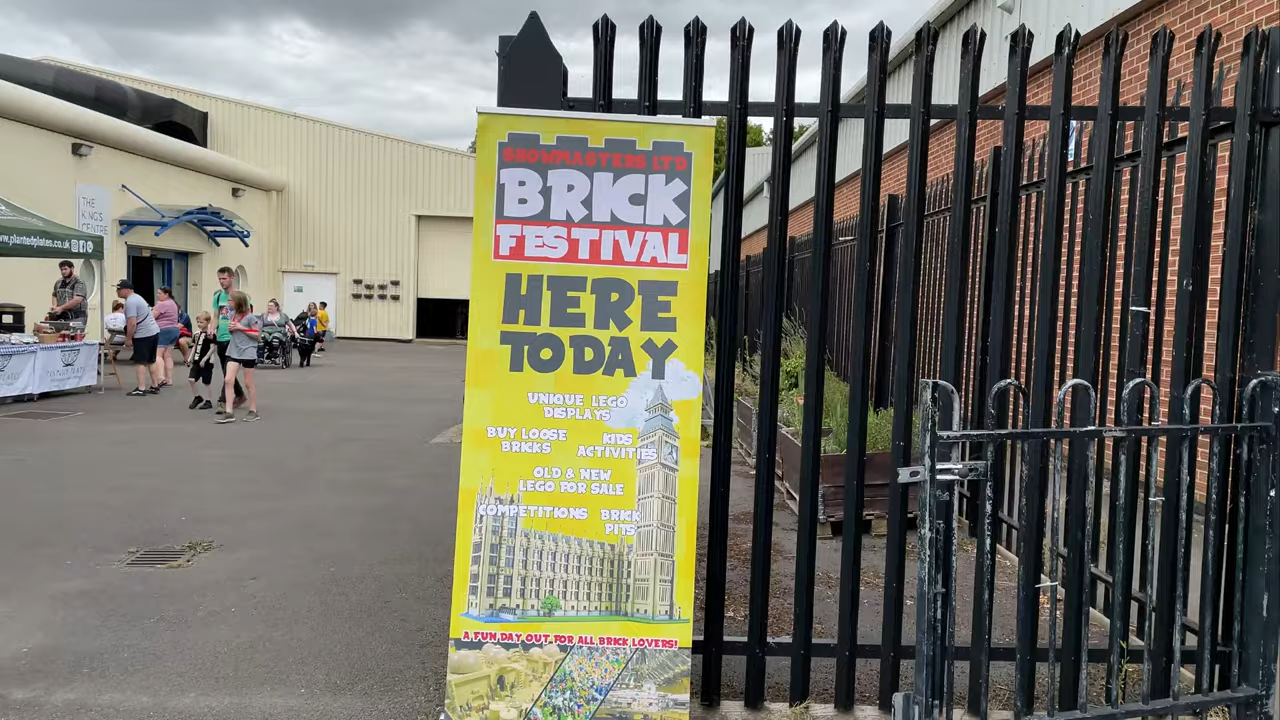 SHOWMASTERS LTD
BRICK
FESTIVAL
HERE
TODAY
UNIQUE LEGO
DISPLAYS
BUY LOOSE
BRICKS
KIDS
ACTIVITIES
OLD & NEW
LEGO FOR SALE
COMPETITIONS
BRICK
PITS
A FUN DAY OUT FOR ALL BRICK LOVERS!
THE
KING'S
CENTRE
www.plantedplates.co.uk